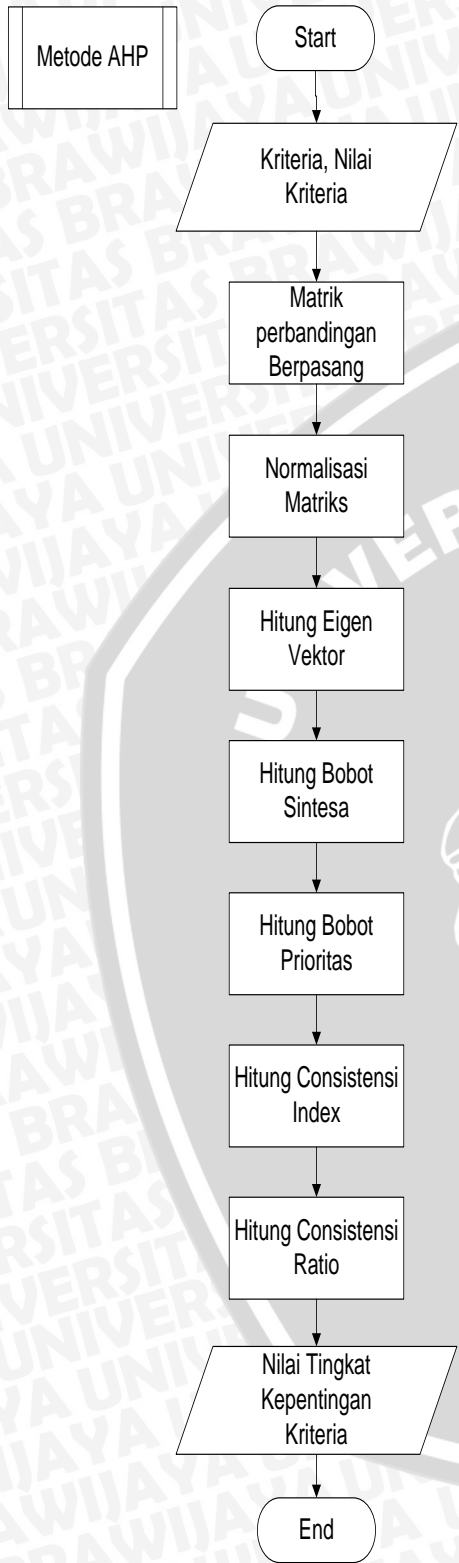 Metode AHP
Start
Kriteria, Nilai
Kriteria
Matrik
perbandingan
Berpasang
Normalisasi
Matriks
Hitung Eigen
Vektor
Hitung Bobot
Sintesa
Hitung Bobot
Prioritas
Hitung Consistensi
Index
Hitung Consistensi
Ratio
Nilai Tingkat
Kepentingan
Kriteria
End